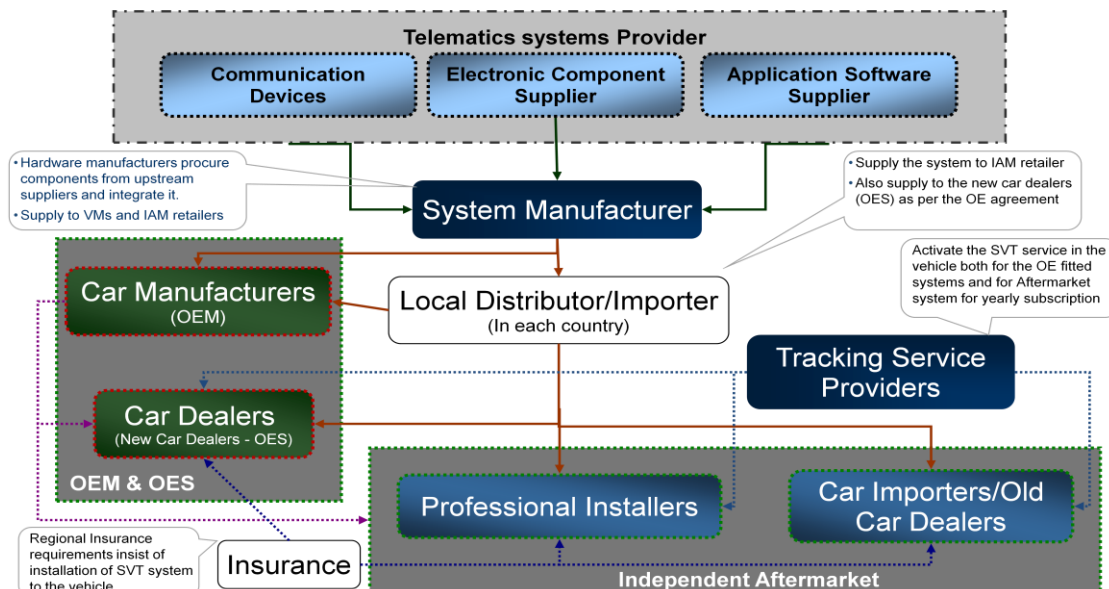 Telematics systems Provider
Communication
Devices
Electronic Component
Supplier
Application Software
Supplier
• Hardware manufacturers procure
components from upstream
suppliers and integrate it.
• Supply to VMs and IAM retailers
System Manufacturer
• Supply the system to IAM retailer
• Also supply to the new car dealers
(OES) as per the OE agreement
Activate the SVT service in the
vehicle both for the OE fitted
systems and for Aftermarket
system for yearly subscription
Car Manufacturers
(OEM)
Local Distributor/Importer
(In each country)
Tracking Service
Providers
Car Dealers
(New Car Dealers - OES)
OEM & OES
Professional Installers
Car Importers/Old
Car Dealers
Regional Insurance
requirements insist of
installation of SVT system
to the vehicle
Insurance
Independent Aftermarket